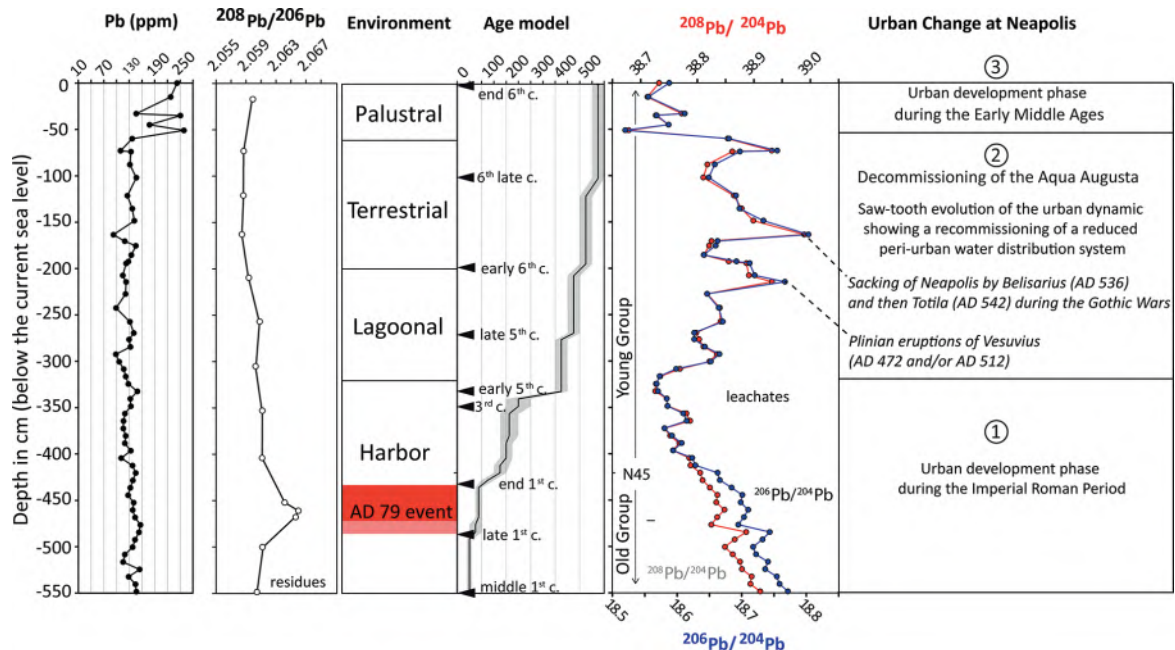 Pb (ppm)
208Pb/206Pb
Environment
Age model
208Pb/ 204Pb
Urban Change at Neapolis
10 70 130 190 250
2.055 2.059 2.063 2.067
0 100 200 300 400 500
38.7 38.8 38.9 39.0
Depth in cm (below the current sea level)
0
-50
-100
-150
-200
-250
-300
-350
-400
-450
-500
-550
residues
Palustral
Terrestrial
Lagoonal
Harbor
AD 79 event
end 6th c.
6th late c.
early 6th c.
late 5th c.
early 5th c.
3rd c.
end 1st c.
late 1st c.
middle 1st c.
Young Group
N45
Old Group
leachates
206Pb/204Pb
208Pb/204Pb
18.5 18.6 18.7 18.8
206Pb/ 204Pb
3
Urban development phase
during the Early Middle Ages
2
Decommissioning of the Aqua Augusta
Saw-tooth evolution of the urban dynamic
showing a recommissioning of a reduced
peri-urban water distribution system
Sacking of Neapolis by Belisarius (AD 536)
and then Totila (AD 542) during the Gothic Wars
Plinian eruptions of Vesuvius
(AD 472 and/or AD 512)
1
Urban development phase
during the Imperial Roman Period